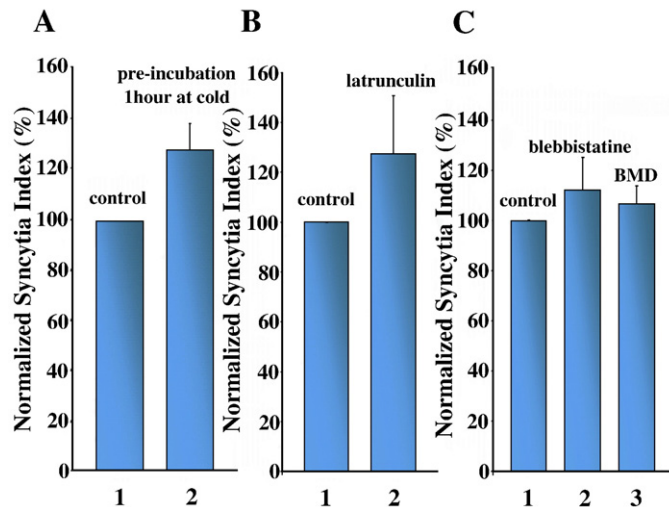 A
Normalized Syncytia Index (%)
160
140
120
100
80
60
40
20
0
pre-incubation
1hour at cold
control
1
2
B
Normalized Syncytia Index (%)
160
140
120
100
80
60
40
20
0
latrunculin
control
1
2
C
Normalized Syncytia Index (%)
160
140
120
100
80
60
40
20
0
blebbistatine
BMD
control
1
2
3